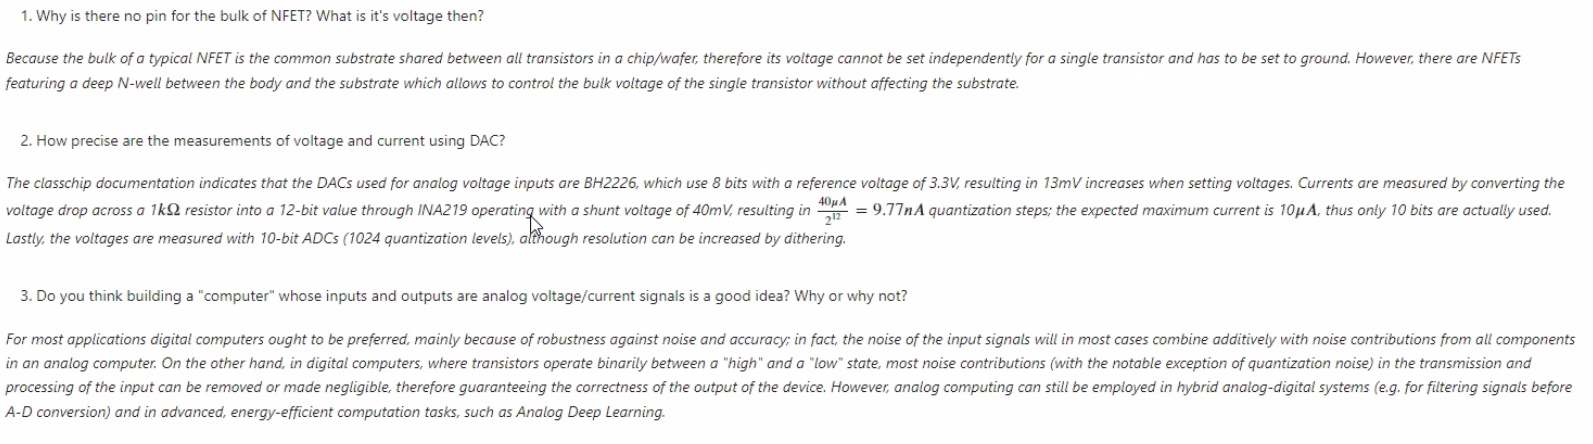 1. Why is there no pin for the bulk of NFET? What is it's voltage then?
Because the bulk of a typical NFET is the common substrate shared between all transistors in a chip/wafer, therefore its voltage cannot be set independently for a single transistor and has to be set to ground. However, there are NFETs
featuring a deep N-well between the body and the substrate which allows to control the bulk voltage of the single transistor without affecting the substrate.
2. How precise are the measurements of voltage and current using DAC?
The classchip documentation indicates that the DACs used for analog voltage inputs are BH2226, which use 8 bits with a reference voltage of 3.3V, resulting in 13mV increases when setting voltages. Currents are measured by converting the
voltage drop across a 1kΩ resistor into a 12-bit value through INA219 operating with a shunt voltage of 40mV, resulting in 40μA/2^12 = 9.77nA quantization steps; the expected maximum current is 10μA, thus only 10 bits are actually used.
Lastly, the voltages are measured with 10-bit ADCs (1024 quantization levels), although resolution can be increased by dithering.
3. Do you think building a "computer" whose inputs and outputs are analog voltage/current signals is a good idea? Why or why not?
For most applications digital computers ought to be preferred, mainly because of robustness against noise and accuracy; in fact, the noise of the input signals will in most cases combine additively with noise contributions from all components
in an analog computer. On the other hand, in digital computers, where transistors operate binarily between a "high" and a "low" state, most noise contributions (with the notable exception of quantization noise) in the transmission and
processing of the input can be removed or made negligible, therefore guaranteeing the correctness of the output of the device. However, analog computing can still be employed in hybrid analog-digital systems (e.g. for filtering signals before
A-D conversion) and in advanced, energy-efficient computation tasks, such as Analog Deep Learning.